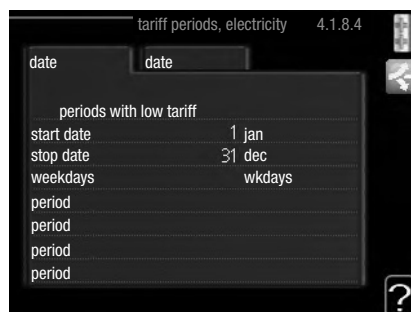 tariff periods, electricity 4.1.8.4
date date
periods with low tariff
start date 1 jan
stop date 31 dec
weekdays wkdays
period
period
period
period
?